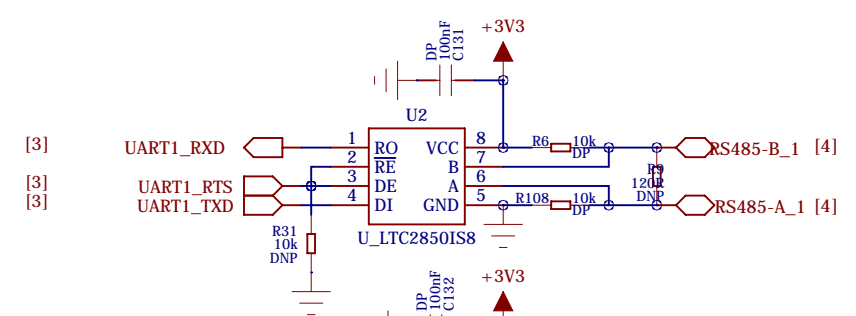 +3V3
DP
100nF
C131
U2
[3] UART1_RXD 1 RO VCC 8 R6 10k DP RS485-B_1 [4]
2 RE B 7
[3] UART1_RTS 3 DE A 6 R9 120R DNP
[3] UART1_TXD 4 DI GND 5 R108 10k DP RS485-A_1 [4]
R31
10k
DNP
U_LTC2850IS8
+3V3
DP
100nF
C132